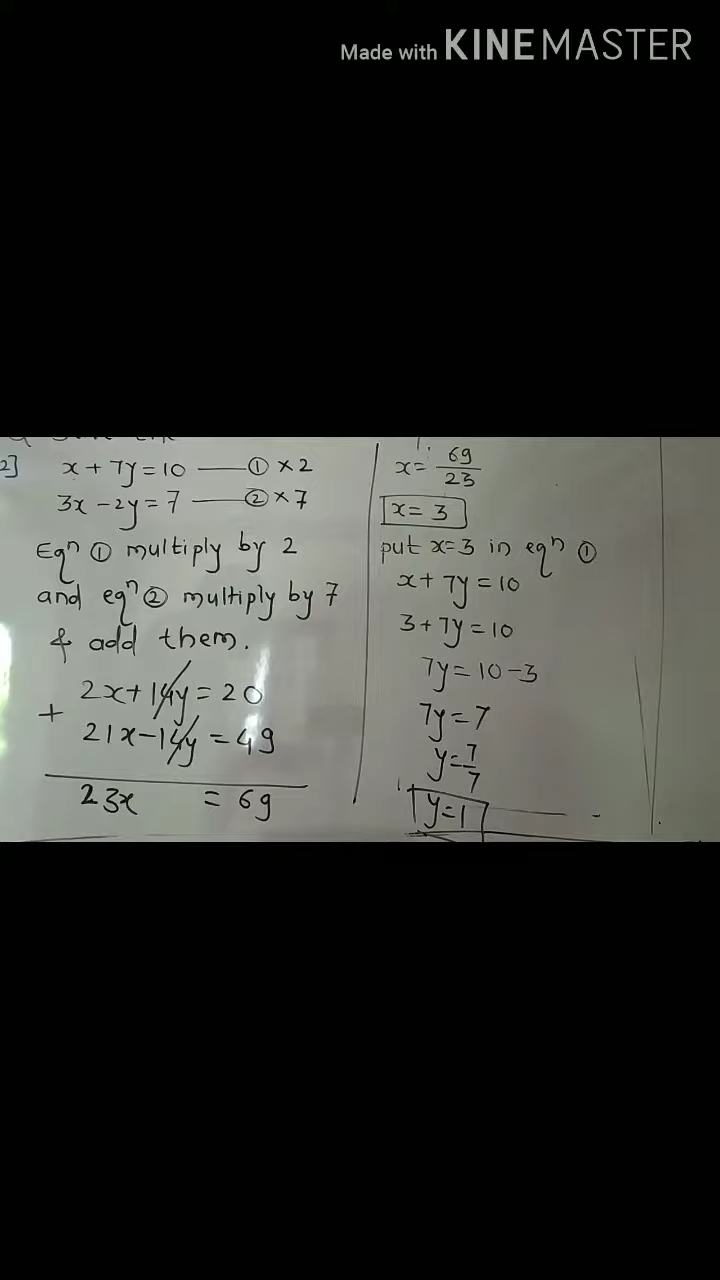 Made with KINEMASTER
2] x + 7y = 10 —— ① × 2
3x - 2y = 7 —— ② × 7
Eqⁿ ① multiply by 2
and eqⁿ ② multiply by 7
& add them.
2x + 14y = 20
+
21x - 14y = 49
23x = 69
x = 69/23
x = 3
put x=3 in eqⁿ ①
x + 7y = 10
3 + 7y = 10
7y = 10 - 3
7y = 7
y = 7/7
y = 1